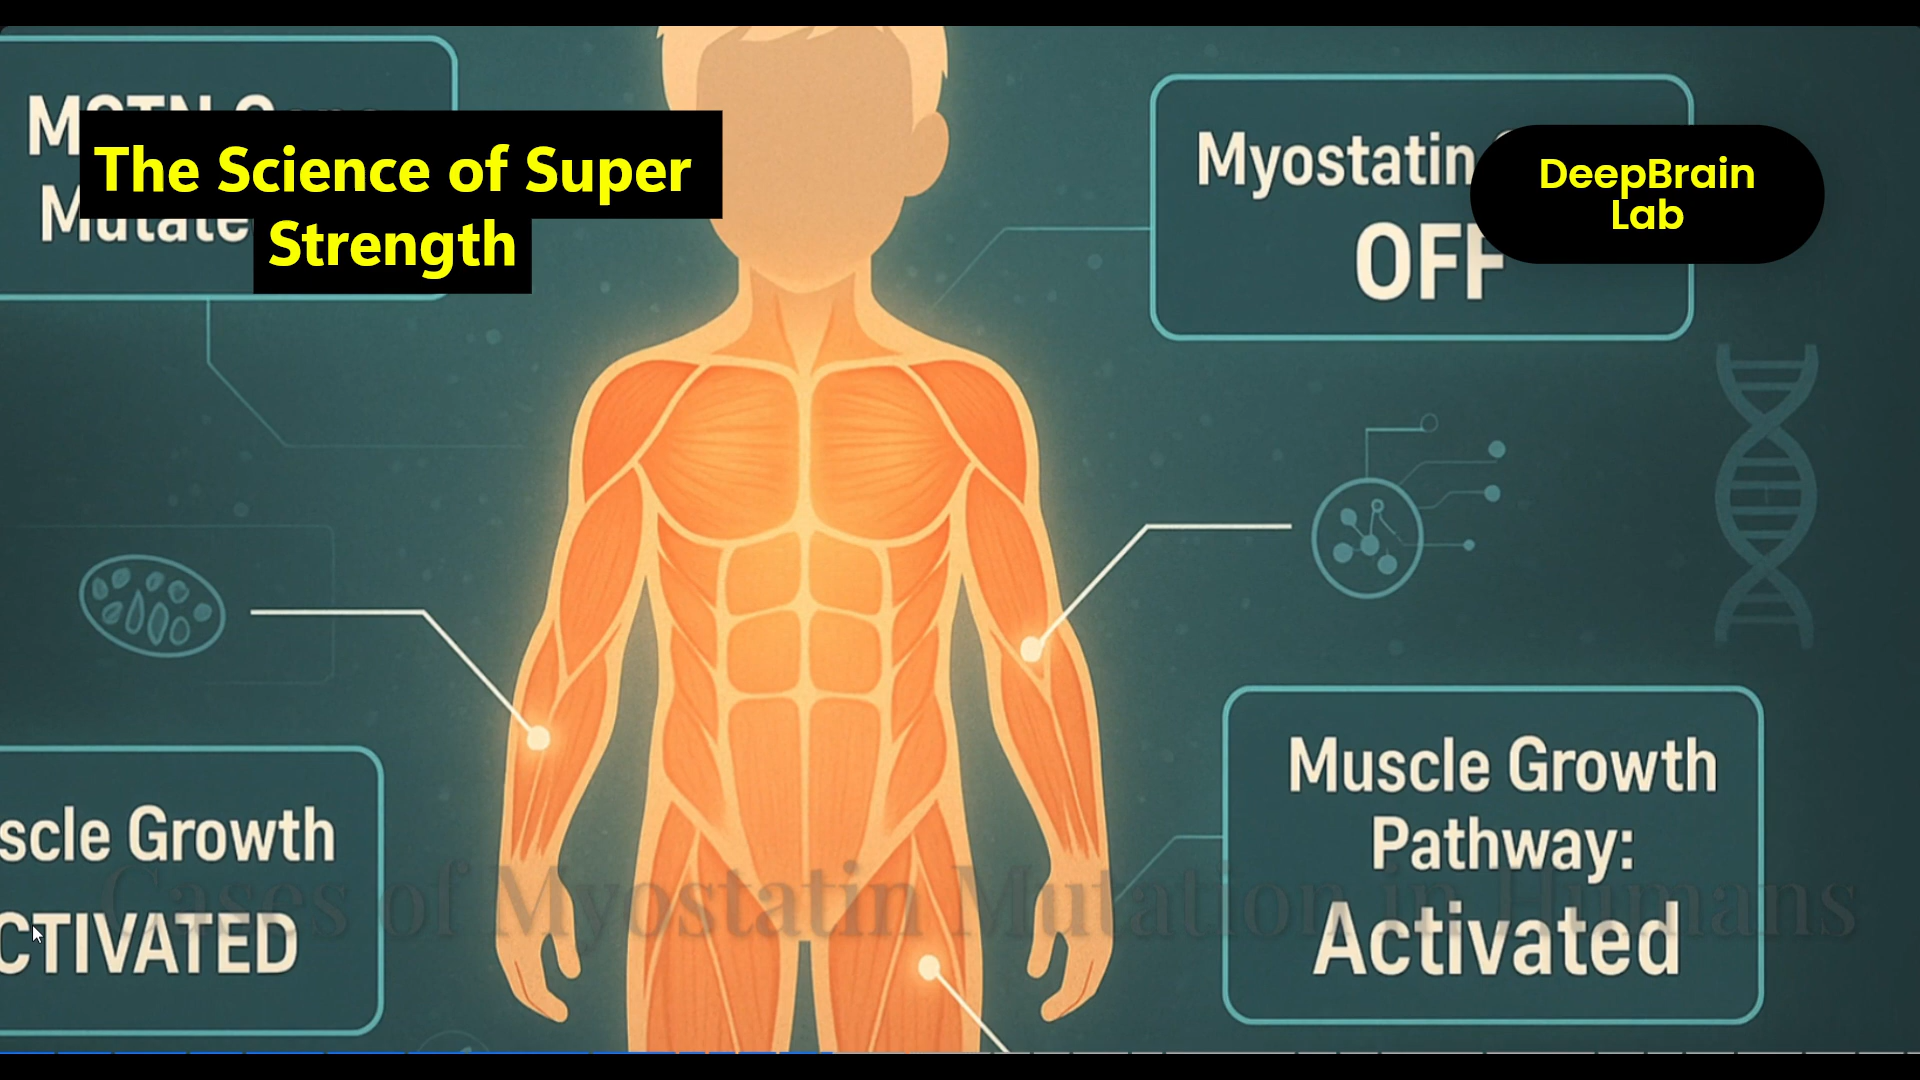 The Science of Super
Strength
DeepBrain
Lab
Myostatin
OFF
Muscle Growth
Pathway:
Activated
scle Growth
CTIVATED
Cases of Myostatin Mutation in Humans